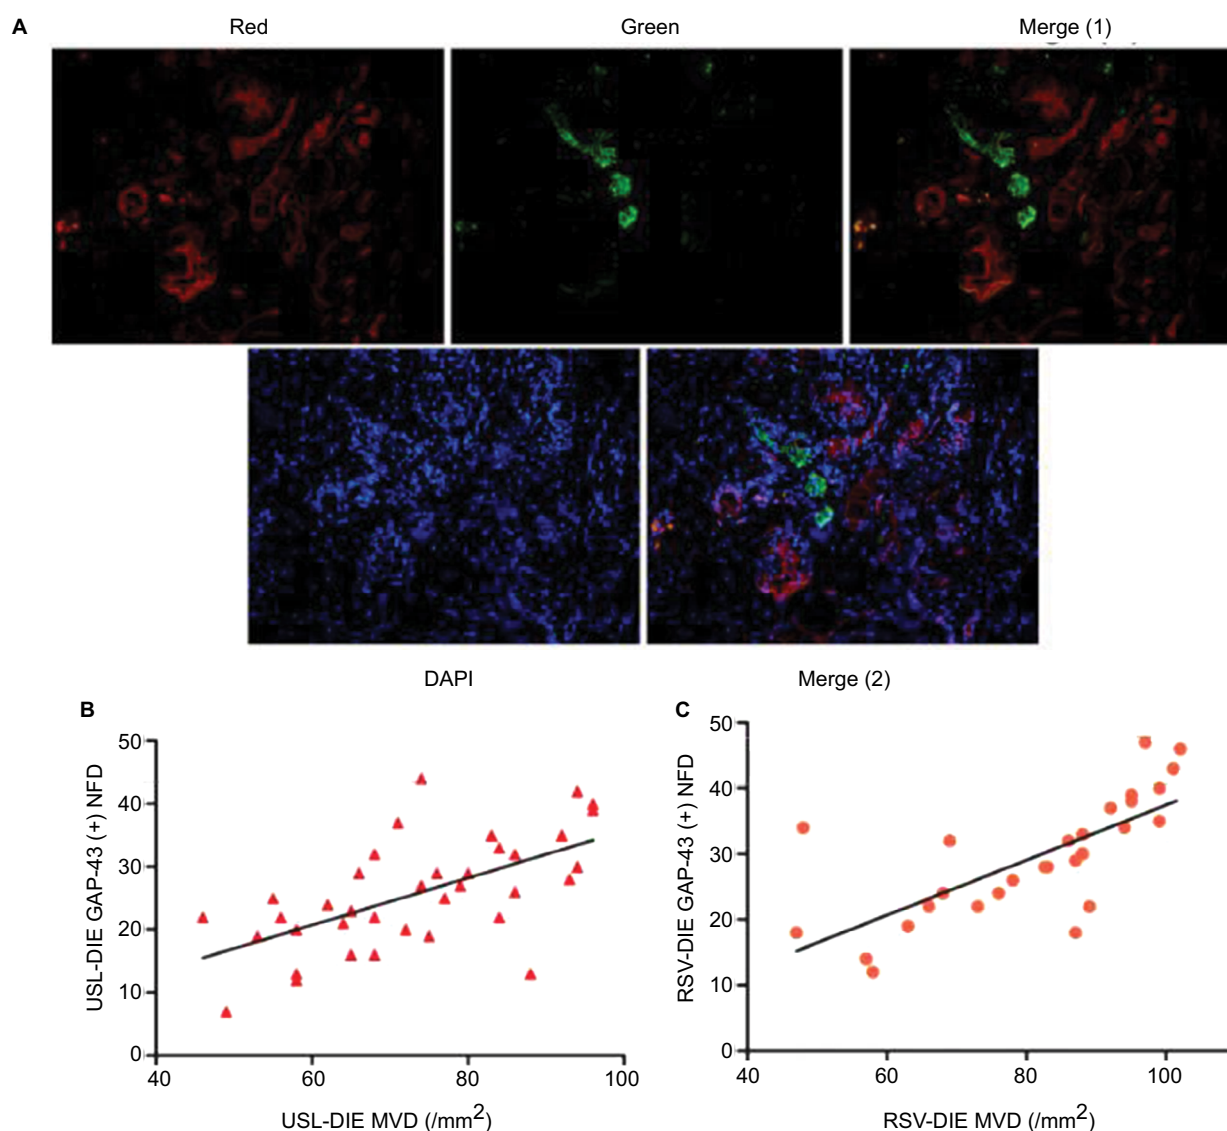 A
Red
Green
Merge (1)
DAPI
Merge (2)
B
USL-DIE GAP-43 (+) NFD
50
40
30
20
10
0
40
60
80
100
USL-DIE MVD (/mm2)
C
RSV-DIE GAP-43 (+) NFD
50
40
30
20
10
0
40
60
80
100
RSV-DIE MVD (/mm2)